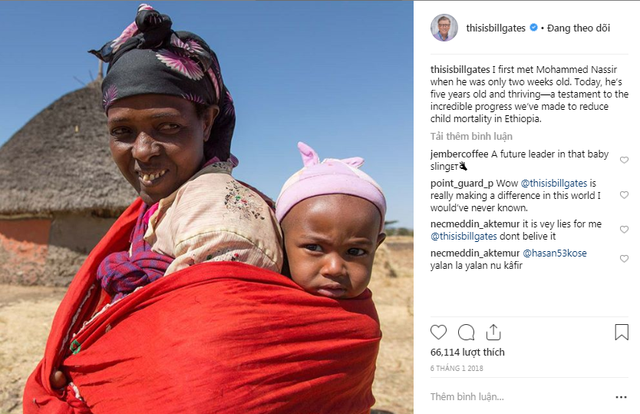 thisisbillgates • Đang theo dõi
thisisbillgates I first met Mohammed Nassir
when he was only two weeks old. Today, he's
five years old and thriving—a testament to the
incredible progress we've made to reduce
child mortality in Ethiopia.
Tải thêm bình luận
jembercoffee A future leader in that baby
slingᴇᴛ
point_guard_p Wow @thisisbillgates is
really making a difference in this world I
would've never known.
necmeddin_aktemur it is vey lies for me
@thisisbillgates dont belive it
necmeddin_aktemur @hasan53kose
yalan la yalan nu kâfir
66,114 lượt thích
6 THÁNG 1 2018
Thêm bình luận...